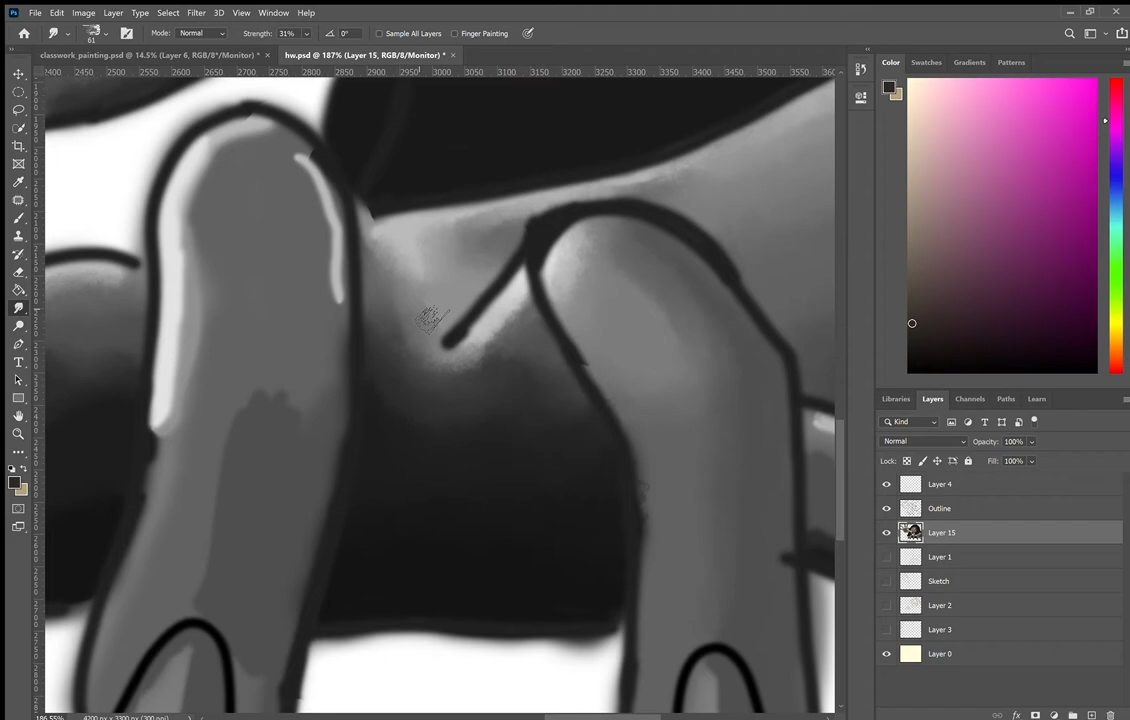 Ps File Edit Image Layer Type Select Filter 3D View Window Help
61 Mode: Normal Strength: 31% 0° Sample All Layers Finger Painting
classwork_painting.psd @ 14.5% (Layer 6, RGB/8*/Monitor) * × hw.psd @ 187% (Layer 15, RGB/8/Monitor) * ×
2400 2450 2500 2550 2600 2650 2700 2750 2800 2850 2900 2950 3000 3050 3100 3150 3200 3250 3300 3350 3400 3450 3500 3550 360
Color Swatches Gradients Patterns
Libraries Layers Channels Paths Learn
Kind
Normal Opacity: 100%
Lock: Fill: 100%
Layer 4
Outline
Layer 15
Layer 1
Sketch
Layer 2
Layer 3
Layer 0
186.55% 4200 px x 3300 px (300 ppi)
fx